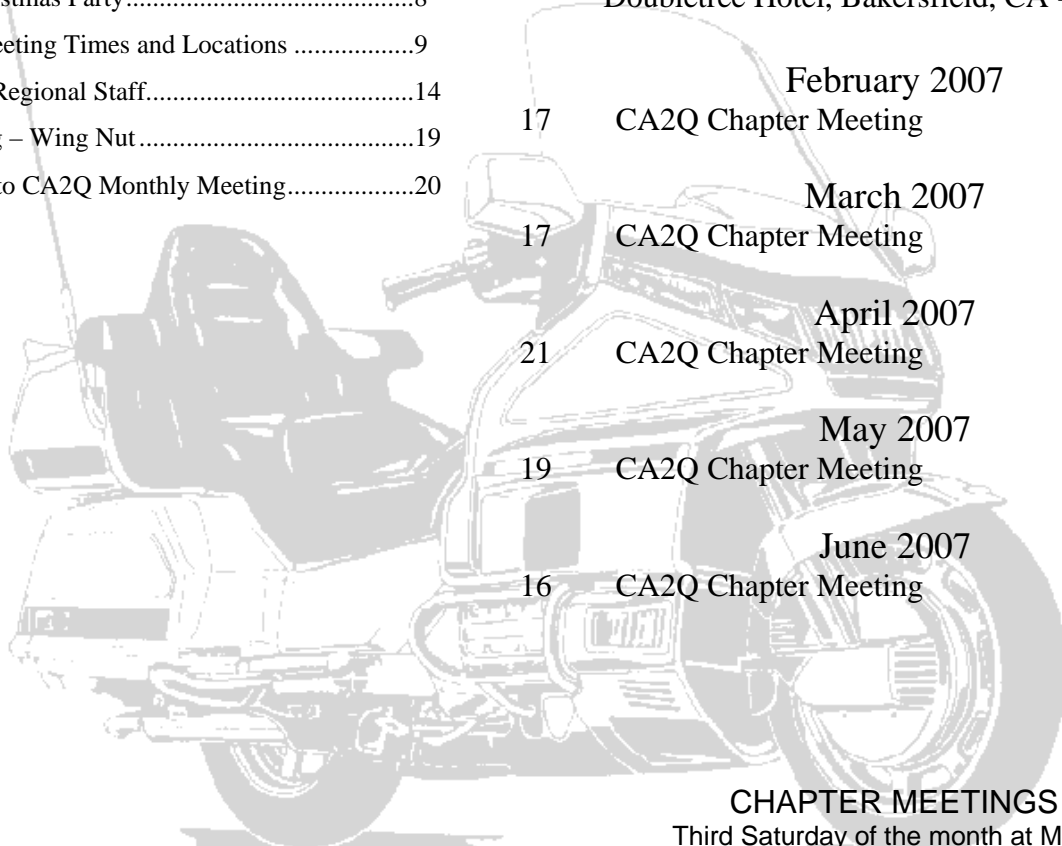 Party....................................................8
Meeting Times and Locations ................9
Regional Staff.........................................14
– Wing Nut..........................................19
to CA2Q Monthly Meeting..................20
Doubletree Hotel, Bakersfield, CA
February 2007
17 CA2Q Chapter Meeting
March 2007
17 CA2Q Chapter Meeting
April 2007
21 CA2Q Chapter Meeting
May 2007
19 CA2Q Chapter Meeting
June 2007
16 CA2Q Chapter Meeting
CHAPTER MEETINGS
Third Saturday of the month at